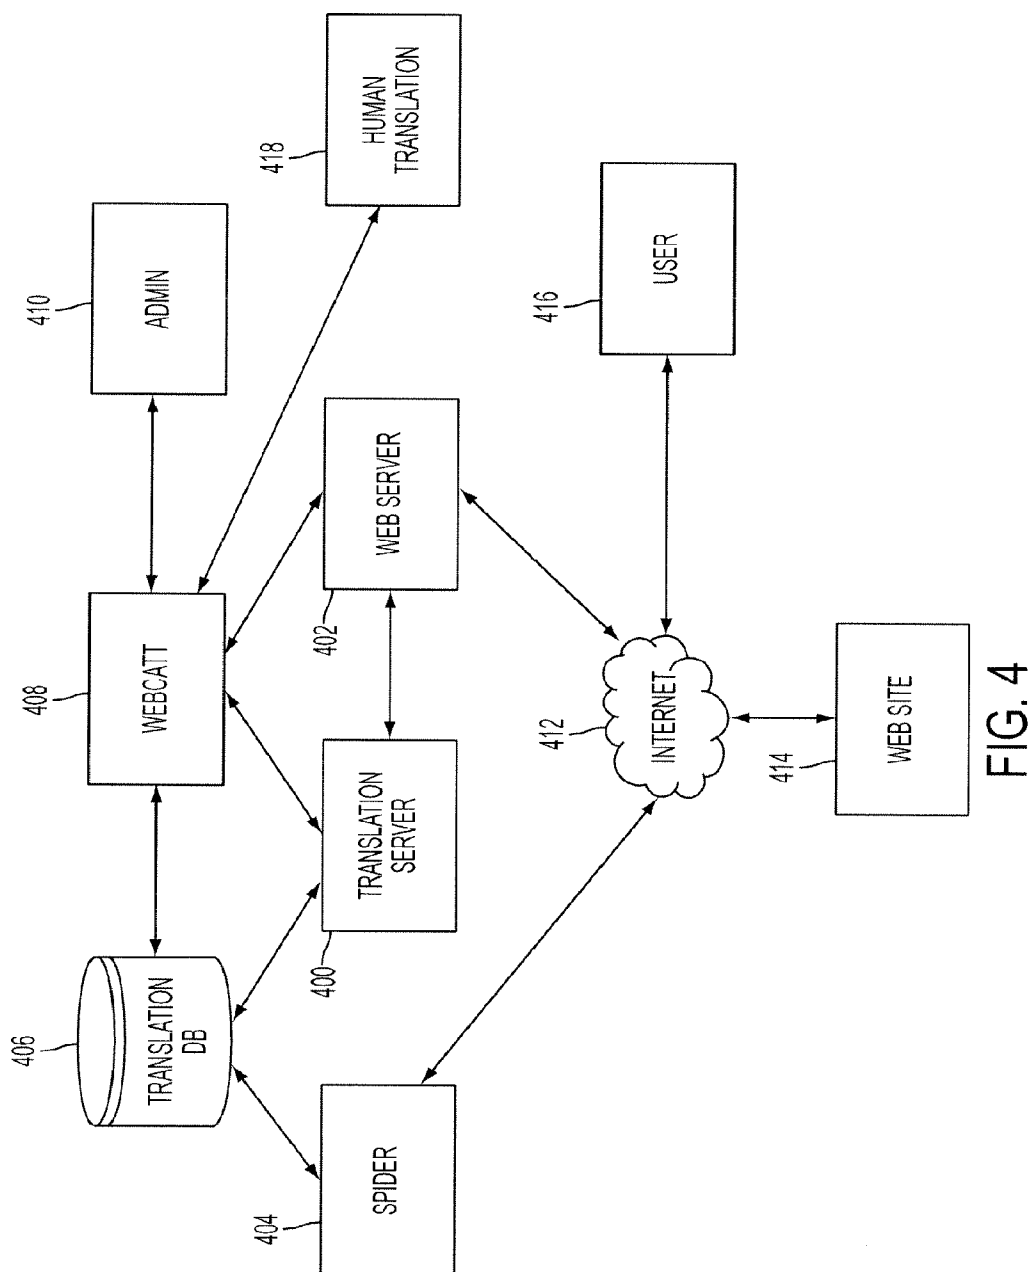 406
TRANSLATION
DB
408
WEBCATT
410
ADMIN
404
SPIDER
400
TRANSLATION
SERVER
402
WEB SERVER
418
HUMAN
TRANSLATION
412
INTERNET
416
USER
414
WEB SITE
FIG. 4